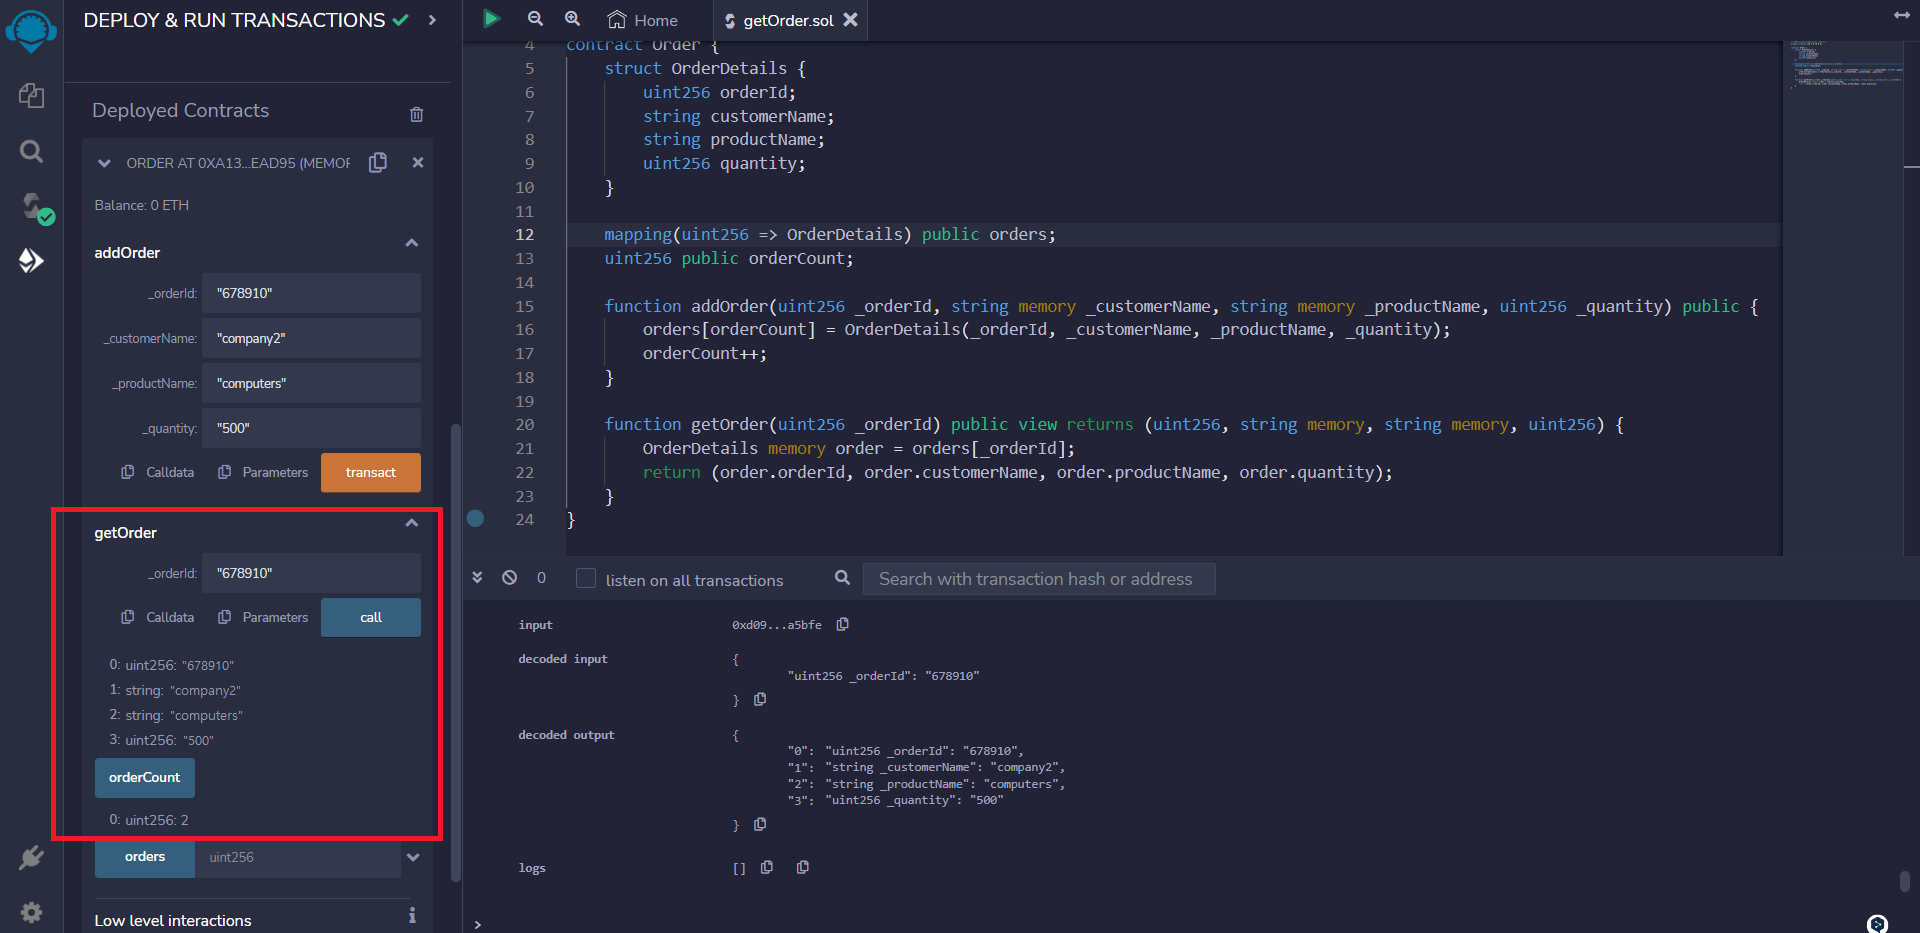 DEPLOY & RUN TRANSACTIONS
Deployed Contracts
ORDER AT 0XA13...EAD95 (MEMOR
Balance: 0 ETH
addOrder
_orderId: "678910"
_customerName: "company2"
_productName: "computers"
_quantity: "500"
Calldata Parameters transact
getOrder
_orderId: "678910"
Calldata Parameters call
0: uint256: "678910"
1: string: "company2"
2: string: "computers"
3: uint256: "500"
orderCount
0: uint256: 2
orders uint256
Low level interactions
Home getOrder.sol
4 contract Order {
5 struct OrderDetails {
6 uint256 orderId;
7 string customerName;
8 string productName;
9 uint256 quantity;
10 }
11
12 mapping(uint256 => OrderDetails) public orders;
13 uint256 public orderCount;
14
15 function addOrder(uint256 _orderId, string memory _customerName, string memory _productName, uint256 _quantity) public {
16 orders[orderCount] = OrderDetails(_orderId, _customerName, _productName, _quantity);
17 orderCount++;
18 }
19
20 function getOrder(uint256 _orderId) public view returns (uint256, string memory, string memory, uint256) {
21 OrderDetails memory order = orders[_orderId];
22 return (order.orderId, order.customerName, order.productName, order.quantity);
23 }
24 }
0 listen on all transactions Search with transaction hash or address
input 0xd09...a5bfe
decoded input {
"uint256 _orderId": "678910"
}
decoded output {
"0": "uint256 _orderId": "678910",
"1": "string _customerName": "company2",
"2": "string _productName": "computers",
"3": "uint256 _quantity": "500"
}
logs []
>